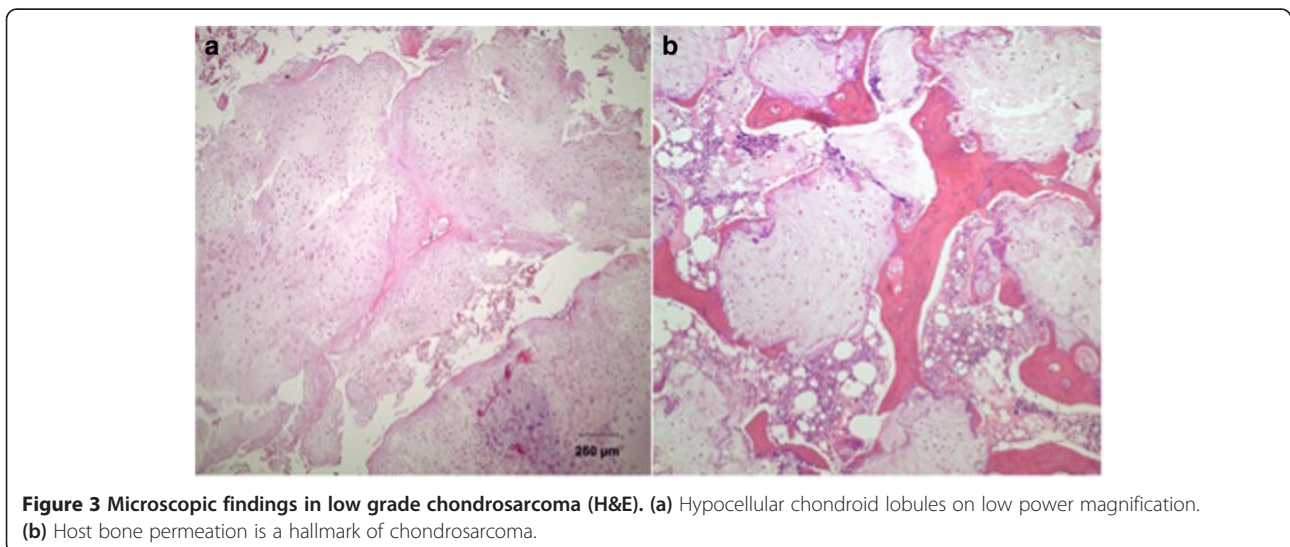 a
b
250 µm
Figure 3 Microscopic findings in low grade chondrosarcoma (H&E). (a) Hypocellular chondroid lobules on low power magnification.
(b) Host bone permeation is a hallmark of chondrosarcoma.